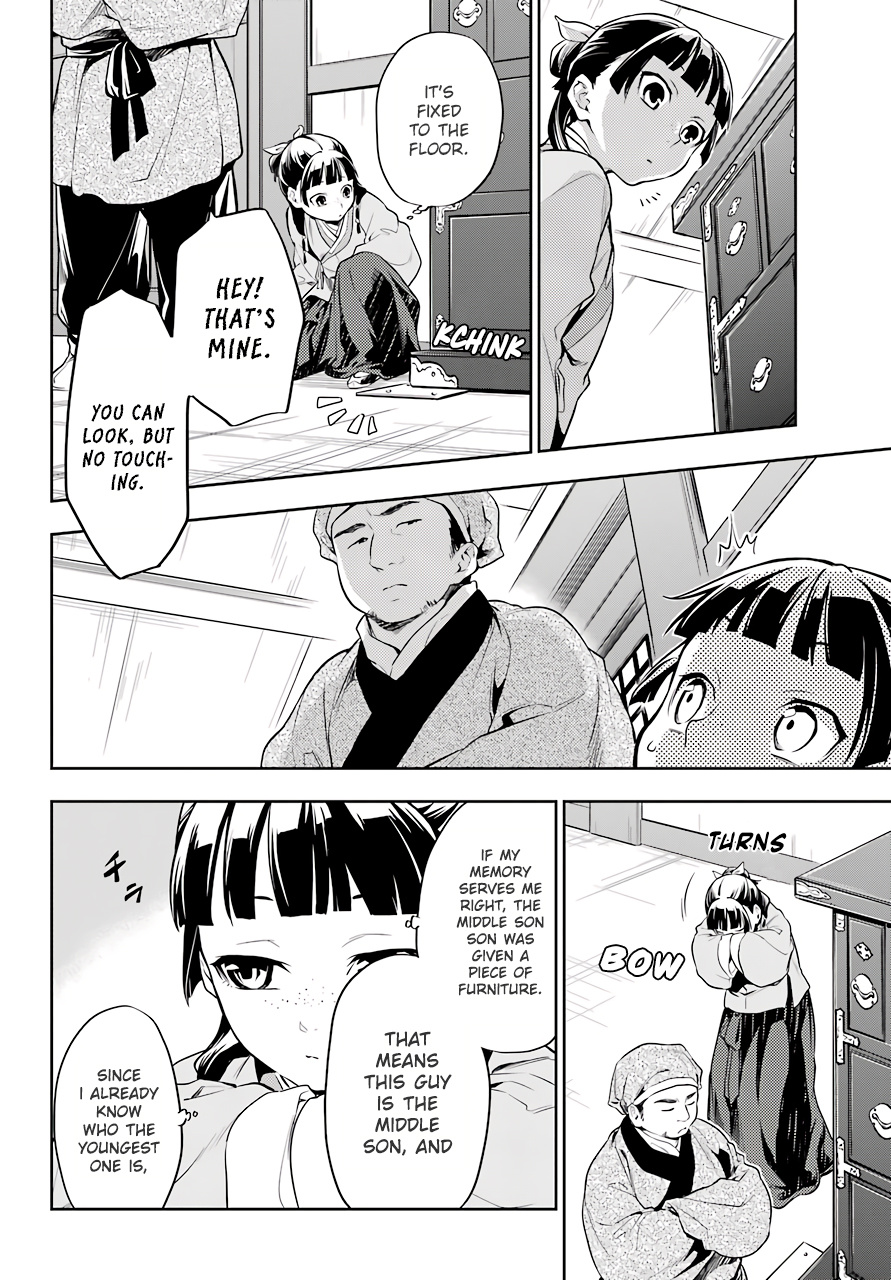 IT'S
FIXED
TO THE
FLOOR.
KCHINK
HEY!
THAT'S
MINE.
YOU CAN
LOOK, BUT
NO TOUCH-
ING.
TURNS
BOW
IF MY
MEMORY
SERVES ME
RIGHT, THE
MIDDLE SON
SON WAS
GIVEN A
PIECE OF
FURNITURE.
THAT
MEANS
THIS GUY
IS THE
MIDDLE
SON, AND
チラ
SINCE
I ALREADY
KNOW
WHO THE
YOUNGEST
ONE IS,